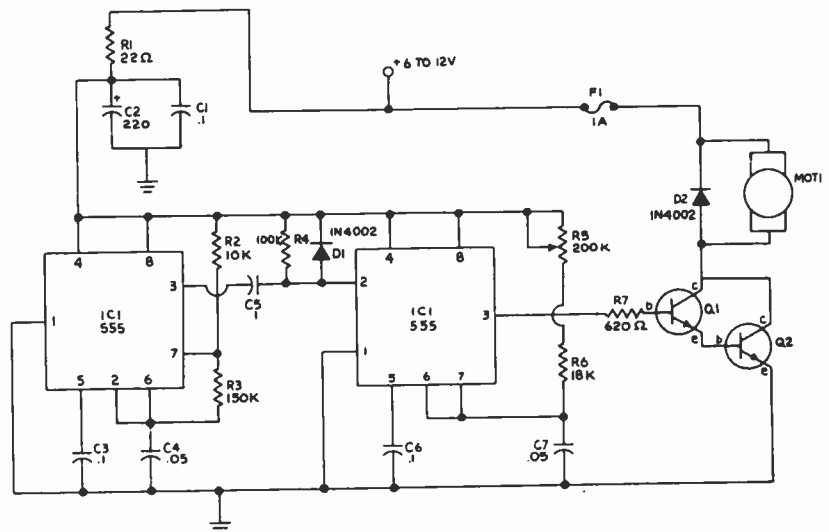 R1
22Ω
+
C2
220
C1
.1
+6 TO 12V
F1
1A
D2
1N4002
MOT1
4
8
3
1
IC1
555
7
5
2
6
R2
10K
R3
150K
C3
.1
C4
.05
C5
1
100K
R4
1N4002
D1
4
8
2
IC1
555
3
1
5
6
7
R5
200K
R6
18K
C6
.1
C7
.05
R7
620Ω
b
c
e
Q1
b
c
e
Q2